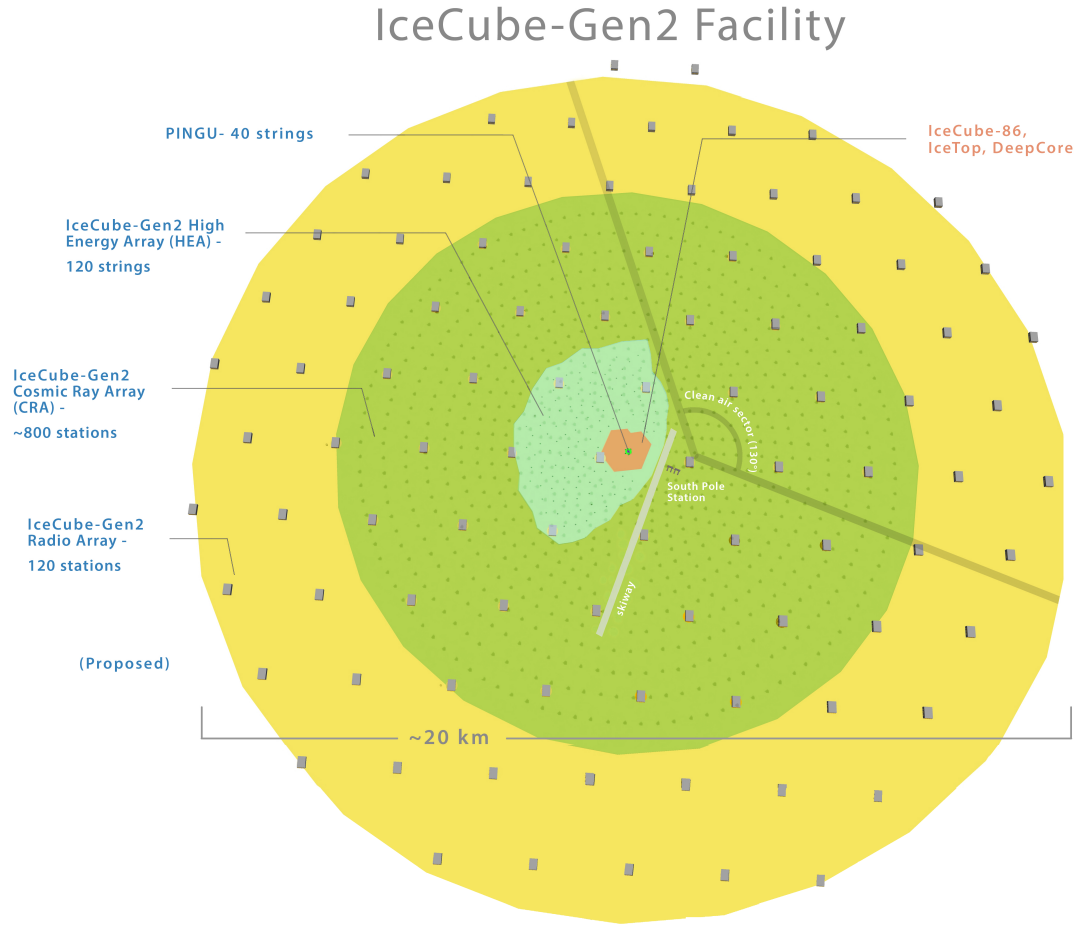 IceCube-Gen2 Facility
PINGU- 40 strings
IceCube-86,
IceTop, DeepCore
IceCube-Gen2 High
Energy Array (HEA) -
120 strings
IceCube-Gen2
Cosmic Ray Array
(CRA) -
~800 stations
Clean air sector (130°)
South Pole
Station
IceCube-Gen2
Radio Array -
120 stations
skiway
(Proposed)
~20 km